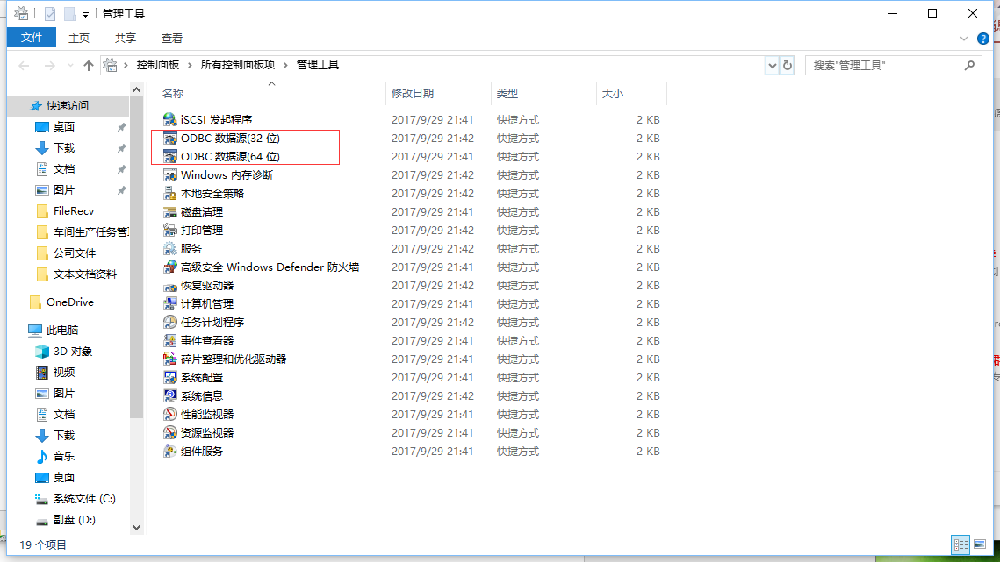 管理工具
文件 主页 共享 查看
控制面板 所有控制面板项 管理工具 搜索"管理工具"
名称 修改日期 类型 大小
快速访问
桌面
下载
文档
图片
FileRecv
车间生产任务管
公司文件
文本文档资料
OneDrive
此电脑
3D 对象
视频
图片
文档
下载
音乐
桌面
系统文件 (C:)
副盘 (D:)
iSCSI 发起程序 2017/9/29 21:41 快捷方式 2 KB
ODBC 数据源(32 位) 2017/9/29 21:42 快捷方式 2 KB
ODBC 数据源(64 位) 2017/9/29 21:41 快捷方式 2 KB
Windows 内存诊断 2017/9/29 21:42 快捷方式 2 KB
本地安全策略 2017/9/29 21:42 快捷方式 2 KB
磁盘清理 2017/9/29 21:41 快捷方式 2 KB
打印管理 2017/9/29 21:42 快捷方式 2 KB
服务 2017/9/29 21:42 快捷方式 2 KB
高级安全 Windows Defender 防火墙 2017/9/29 21:41 快捷方式 2 KB
恢复驱动器 2017/9/29 21:42 快捷方式 2 KB
计算机管理 2017/9/29 21:41 快捷方式 2 KB
任务计划程序 2017/9/29 21:42 快捷方式 2 KB
事件查看器 2017/9/29 21:41 快捷方式 2 KB
碎片整理和优化驱动器 2017/9/29 21:41 快捷方式 2 KB
系统配置 2017/9/29 21:41 快捷方式 2 KB
系统信息 2017/9/29 21:42 快捷方式 2 KB
性能监视器 2017/9/29 21:41 快捷方式 2 KB
资源监视器 2017/9/29 21:41 快捷方式 2 KB
组件服务 2017/9/29 21:41 快捷方式 2 KB
19 个项目